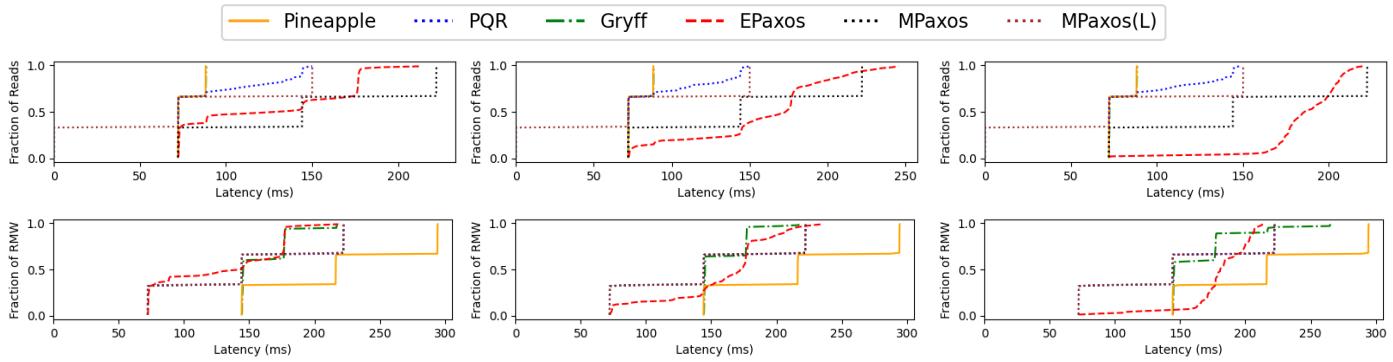 Pineapple PQR Gryff EPaxos MPaxos MPaxos(L)
Fraction of Reads
1.0
0.5
0.0
0 50 100 150 200
Latency (ms)
Fraction of Reads
1.0
0.5
0.0
0 50 100 150 200 250
Latency (ms)
Fraction of Reads
1.0
0.5
0.0
0 50 100 150 200
Latency (ms)
Fraction of RMW
1.0
0.5
0.0
0 50 100 150 200 250 300
Latency (ms)
Fraction of RMW
1.0
0.5
0.0
0 50 100 150 200 250 300
Latency (ms)
Fraction of RMW
1.0
0.5
0.0
0 50 100 150 200 250 300
Latency (ms)